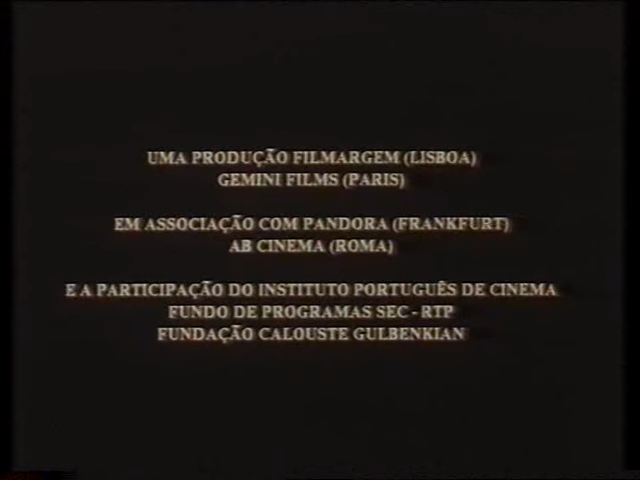 UMA PRODUÇÃO FILMARGEM (LISBOA)
GEMINI FILMS (PARIS)
EM ASSOCIAÇÃO COM PANDORA (FRANKFURT)
AB CINEMA (ROMA)
E A PARTICIPAÇÃO DO INSTITUTO PORTUGUÊS DE CINEMA
FUNDO DE PROGRAMAS SEC - RTP
FUNDAÇÃO CALOUSTE GULBENKIAN